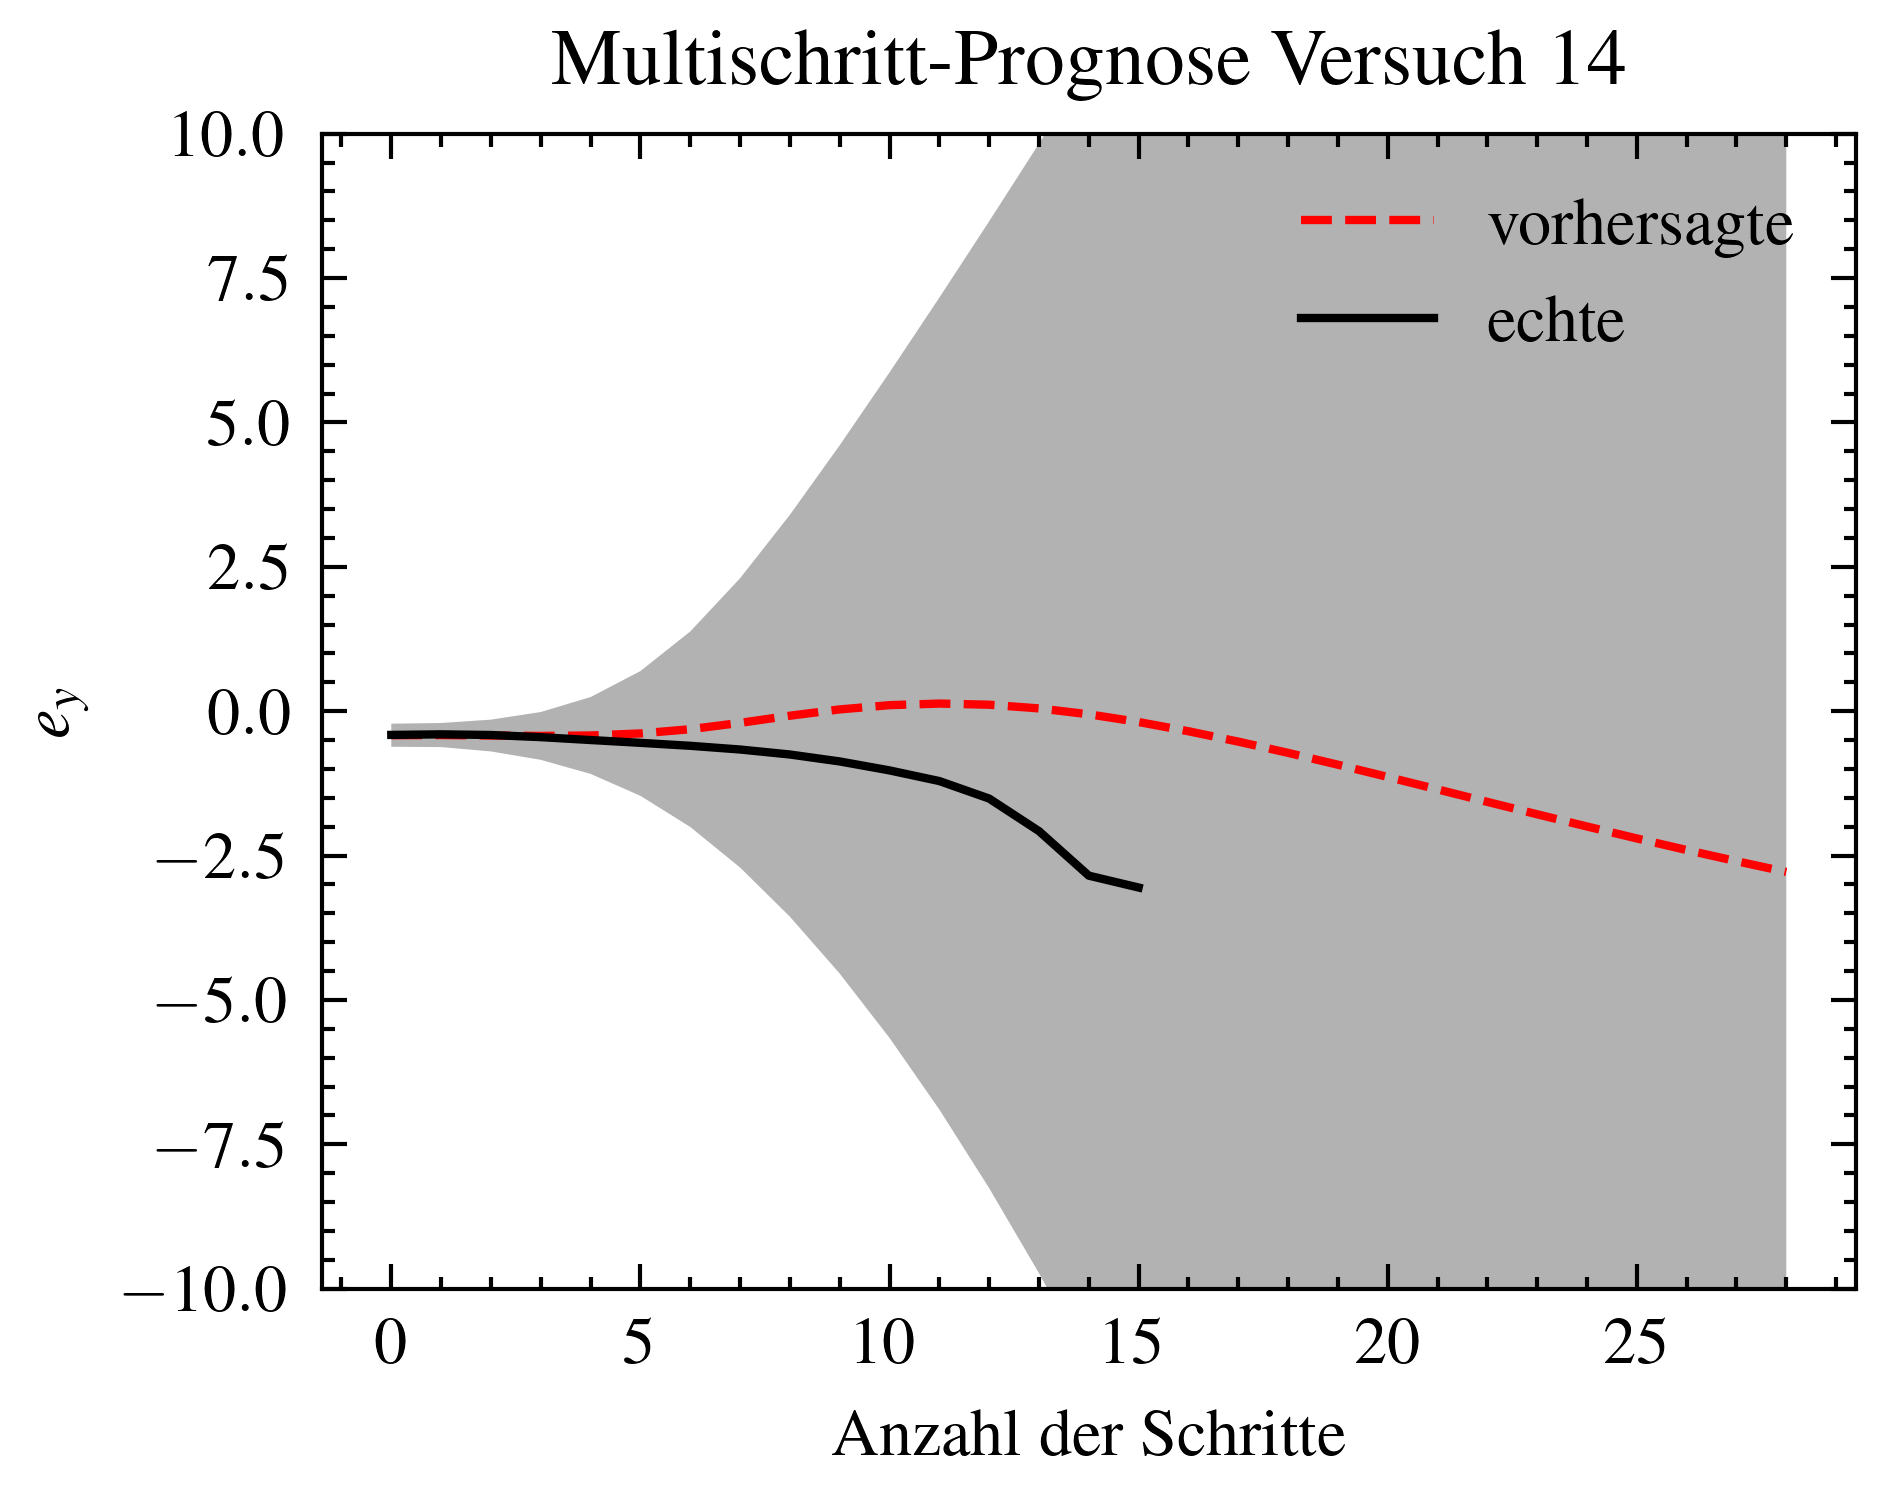 Multischritt-Prognose Versuch 14
10.0
7.5
5.0
2.5
0.0
−2.5
−5.0
−7.5
−10.0
e_y
vorhersagte
echte
0 5 10 15 20 25
Anzahl der Schritte